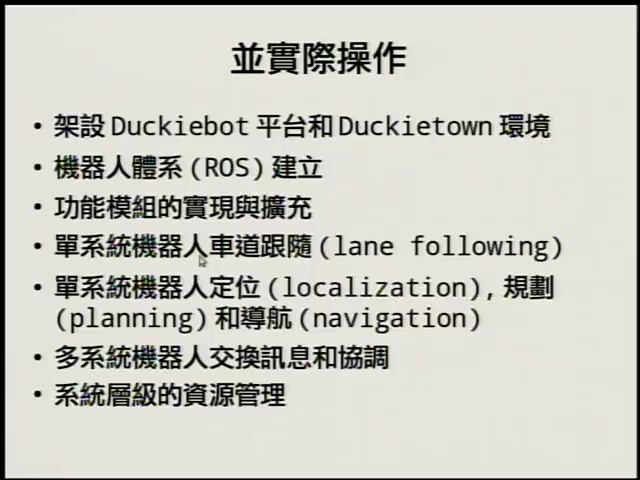 並實際操作
• 架設 Duckiebot 平台和 Duckietown 環境
• 機器人體系 (ROS) 建立
• 功能模組的實現與擴充
• 單系統機器人車道跟隨 (lane following)
• 單系統機器人定位 (localization), 規劃
(planning) 和導航 (navigation)
• 多系統機器人交換訊息和協調
• 系統層級的資源管理